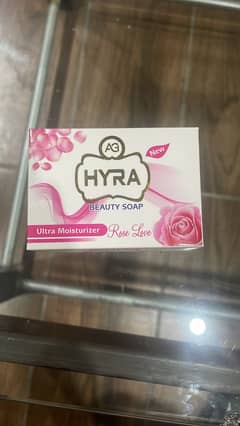 AG
New
HYRA
BEAUTY SOAP
Ultra Moisturizer Rose Love